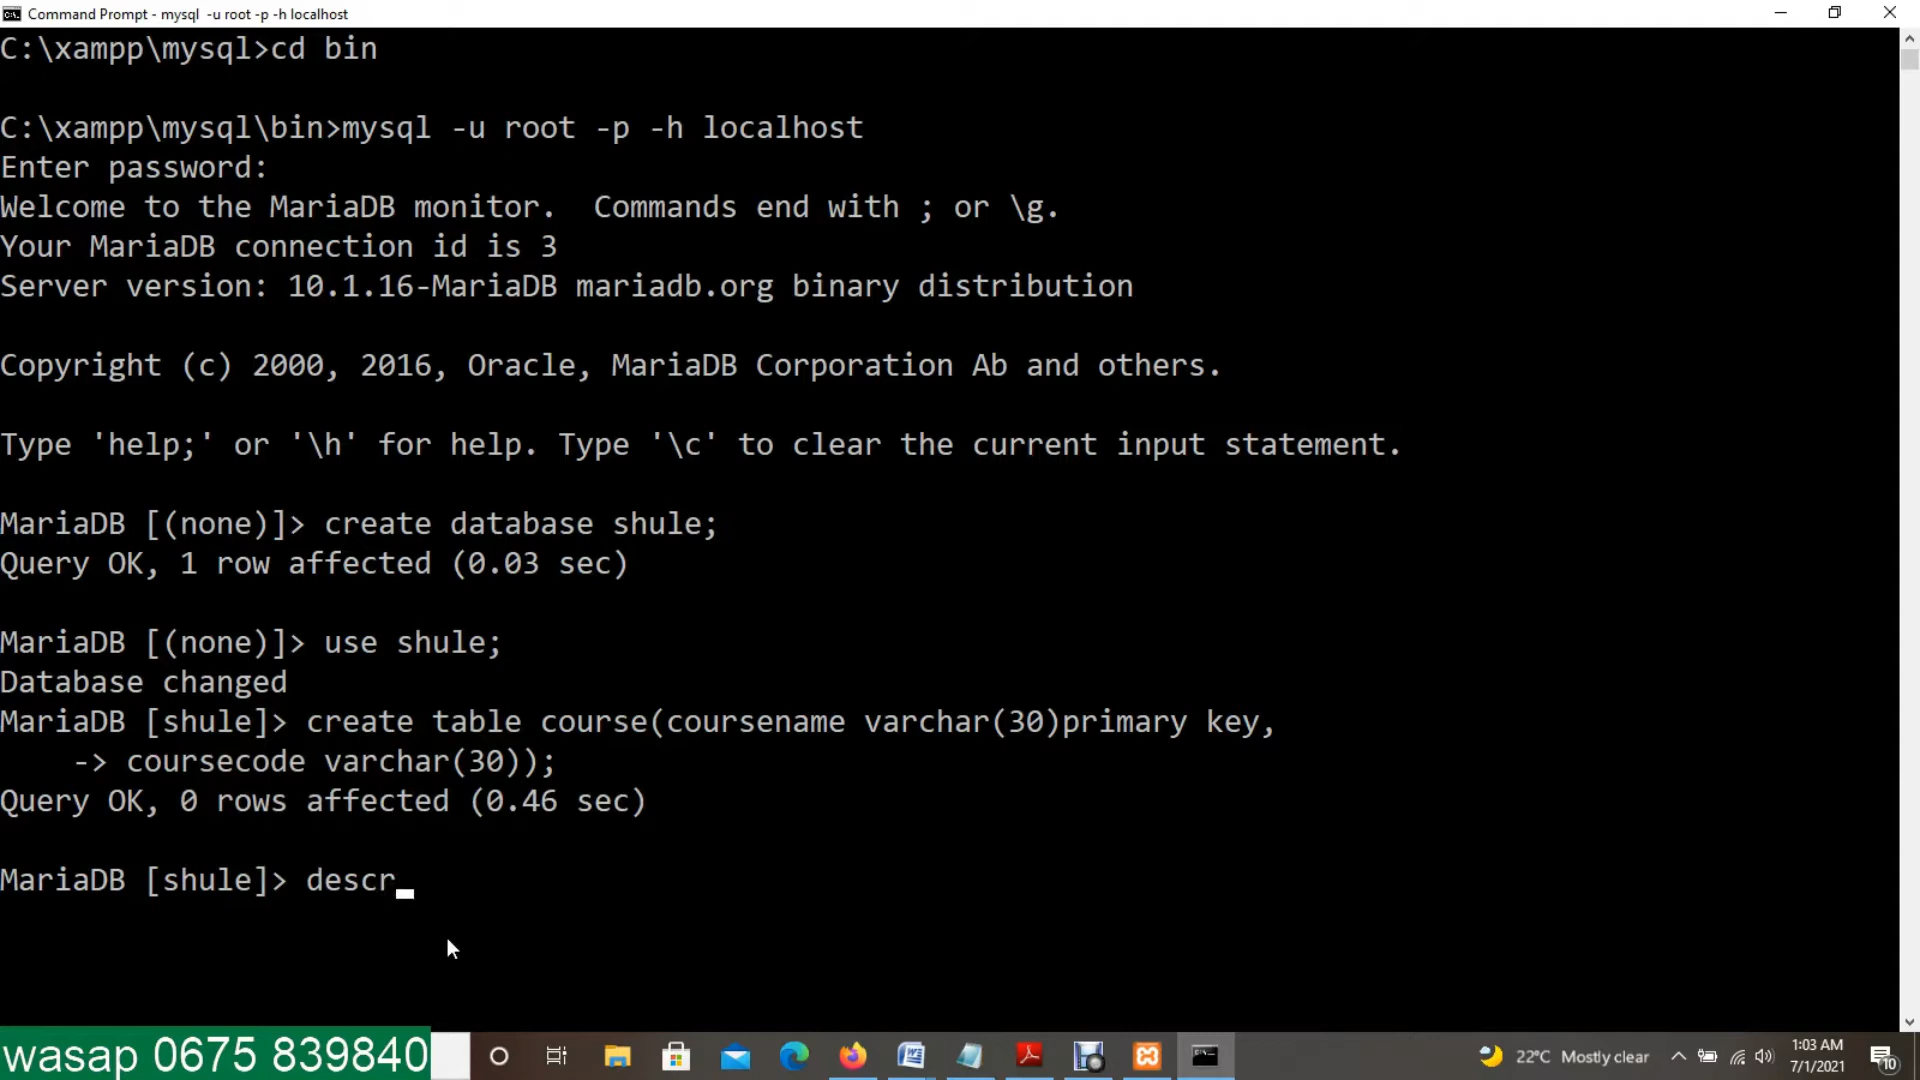 Command Prompt - mysql -u root -p -h localhost
C:\xampp\mysql>cd bin
C:\xampp\mysql\bin>mysql -u root -p -h localhost
Enter password:
Welcome to the MariaDB monitor.  Commands end with ; or \g.
Your MariaDB connection id is 3
Server version: 10.1.16-MariaDB mariadb.org binary distribution
Copyright (c) 2000, 2016, Oracle, MariaDB Corporation Ab and others.
Type 'help;' or '\h' for help. Type '\c' to clear the current input statement.
MariaDB [(none)]> create database shule;
Query OK, 1 row affected (0.03 sec)
MariaDB [(none)]> use shule;
Database changed
MariaDB [shule]> create table course(coursename varchar(30)primary key,
    -> coursecode varchar(30));
Query OK, 0 rows affected (0.46 sec)
MariaDB [shule]> descr
wasap 0675 839840
22°C Mostly clear
1:03 AM
7/1/2021
10